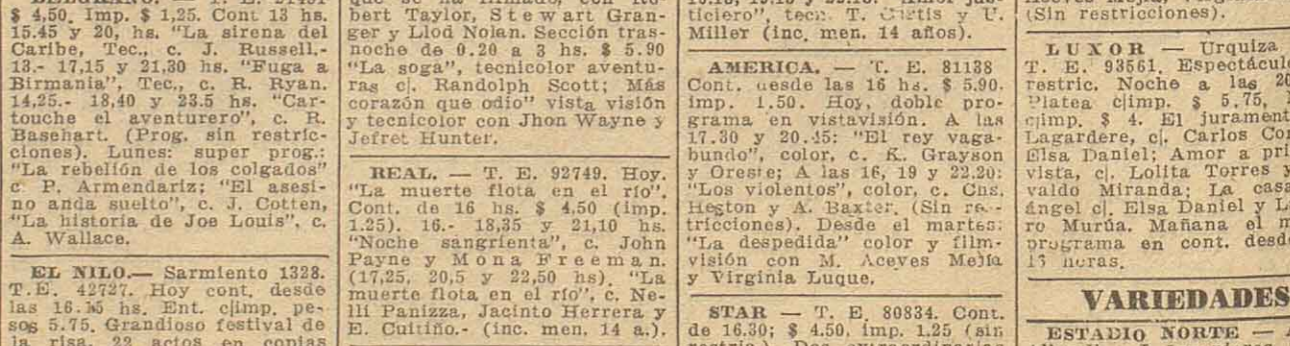 $ 4,50. Imp. $ 1,25. Cont 13 hs.
15.45 y 20, hs. "La sirena del
Caribe, Tec., c. J. Russell.-
13.- 17,15 y 21,30 hs. "Fuga a
Birmania", Tec., c. R. Ryan.
14,25.- 18,40 y 23.5 hs. "Car-
touche el aventurero", c. R.
Basehart. (Prog. sin restric-
ciones). Lunes: super prog.:
"La rebelión de los colgados"
c. P. Armendariz; "El asesi-
no anda suelto", c. J. Cotten,
"La historia de Joe Louis", c.
A. Wallace.
EL NILO.— Sarmiento 1328.
T.E. 42727. Hoy cont. desde
las hs. Ent. c|imp. pe-
sos 5.75. Grandioso festival de
la risa. 22 actos en copias
bert Taylor, Stewart Gran-
ger y Llod Nolan. Sección tras-
noche de 0.20 a 3 hs. $ 5.90
"La soga", tecnicolor aventu-
ras c|. Randolph Scott; Más
corazón que odio" vista visión
y tecnicolor con Jhon Wayne y
Jefret Hunter.
REAL. — T. E. 92749. Hoy.
"La muerte flota en el río".
Cont. de 16 hs. $ 4,50 (imp.
1.25). 16.- 18,35 y 21,10 hs.
"Noche sangrienta", c. John
Payne y Mona Freeman.
(17,25, 20,5 y 22,50 hs). "La
muerte flota en el río", c. Ne-
lli Panizza, Jacinto Herrera y
E. Cuitiño.- (inc. men. 14 a.).
ticiero", tecn. T. Curtis y
Miller (inc. men. 14 años).
AMERICA. — T. E. 81138
Cont. desde las 16 hs. $ 5.90.
imp. 1.50. Hoy, doble pro-
grama en vistavisión. A las
17.30 y 20.45: "El rey vaga-
bundo", color, c. K. Grayson
y Oreste; A las 16, 19 y 22.20:
"Los violentos", color, c. Chs.
Heston y A. Baxter. (Sin res-
tricciones). Desde el martes:
"La despedida" color y film-
visión con M. Aceves Mejía
y Virginia Luque.
STAR — T. E. 80834. Cont.
de 16.30; $ 4.50. imp. 1.25 (sin
(Sin restricciones).
LUXOR — Urquiza
T. E. 93561. Espectácul
restric. Noche a las 20
Platea c|imp. $ 5.75,
c|imp. $ 4. El jurament
Lagardere, c|. Carlos Co
Elsa Daniel; Amor a pri
vista, c|. Lolita Torres y
valdo Miranda; La casa
ángel c|. Elsa Daniel y L
ro Murúa. Mañana el m
programa en cont. desd
13 horas.
VARIEDADES
ESTADIO NORTE —